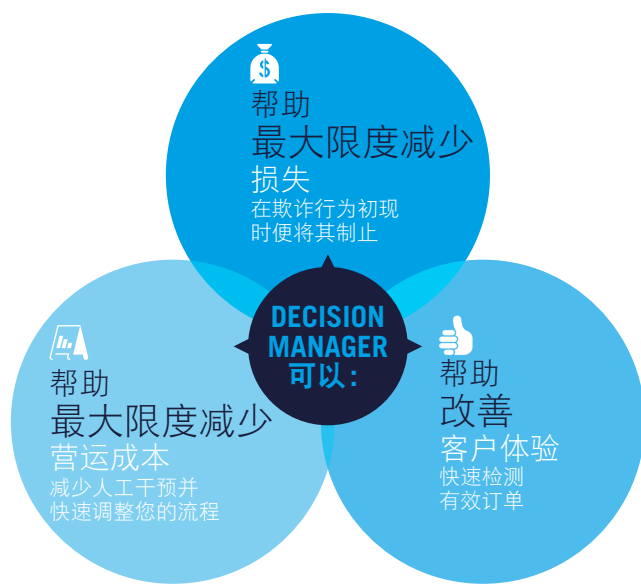 $
帮助
最大限度减少
损失
在欺诈行为初现
时便将其制止
DECISION
MANAGER
可以：
帮助
最大限度减少
营运成本
减少人工干预并
快速调整您的流程
帮助
改善
客户体验
快速检测
有效订单